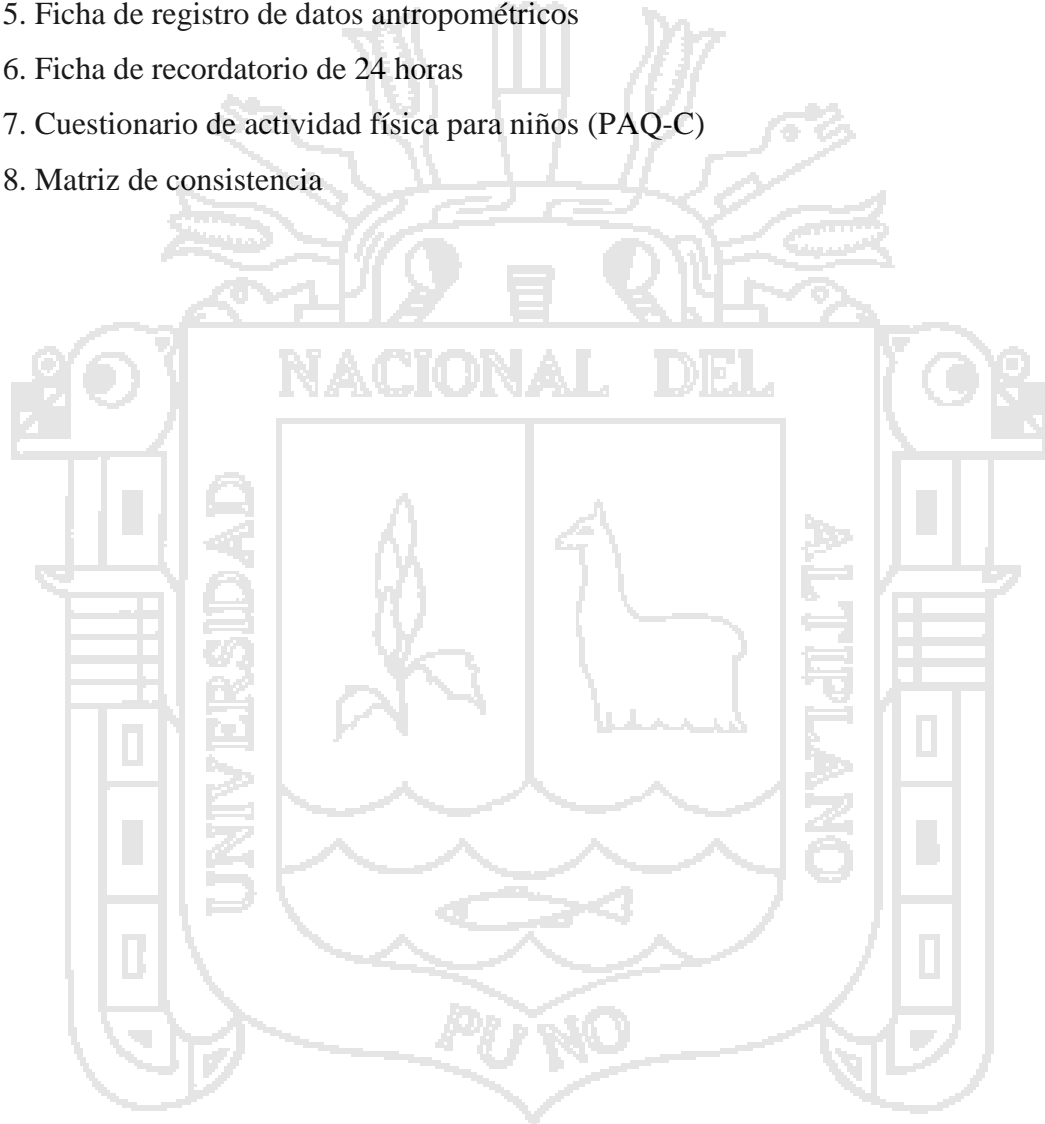 5. Ficha de registro de datos antropométricos
6. Ficha de recordatorio de 24 horas
7. Cuestionario de actividad física para niños (PAQ-C)
8. Matriz de consistencia
NACIONAL DEL
UNIVERSIDAD
ALTIPLANO
PUNO